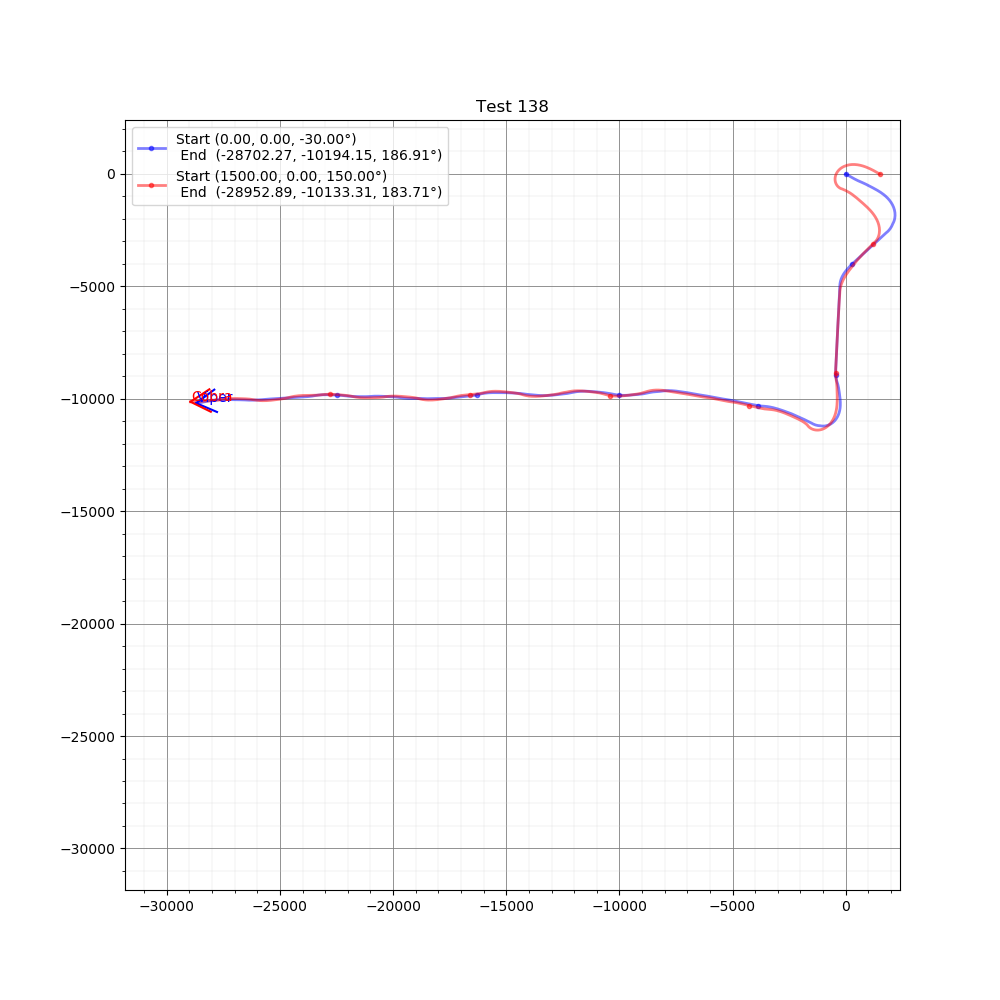 Test 138
Start (0.00, 0.00, -30.00°)
End (-28702.27, -10194.15, 186.91°)
Start (1500.00, 0.00, 150.00°)
End (-28952.89, -10133.31, 183.71°)
0
−5000
−10000
−15000
−20000
−25000
−30000
−30000 −25000 −20000 −15000 −10000 −5000 0